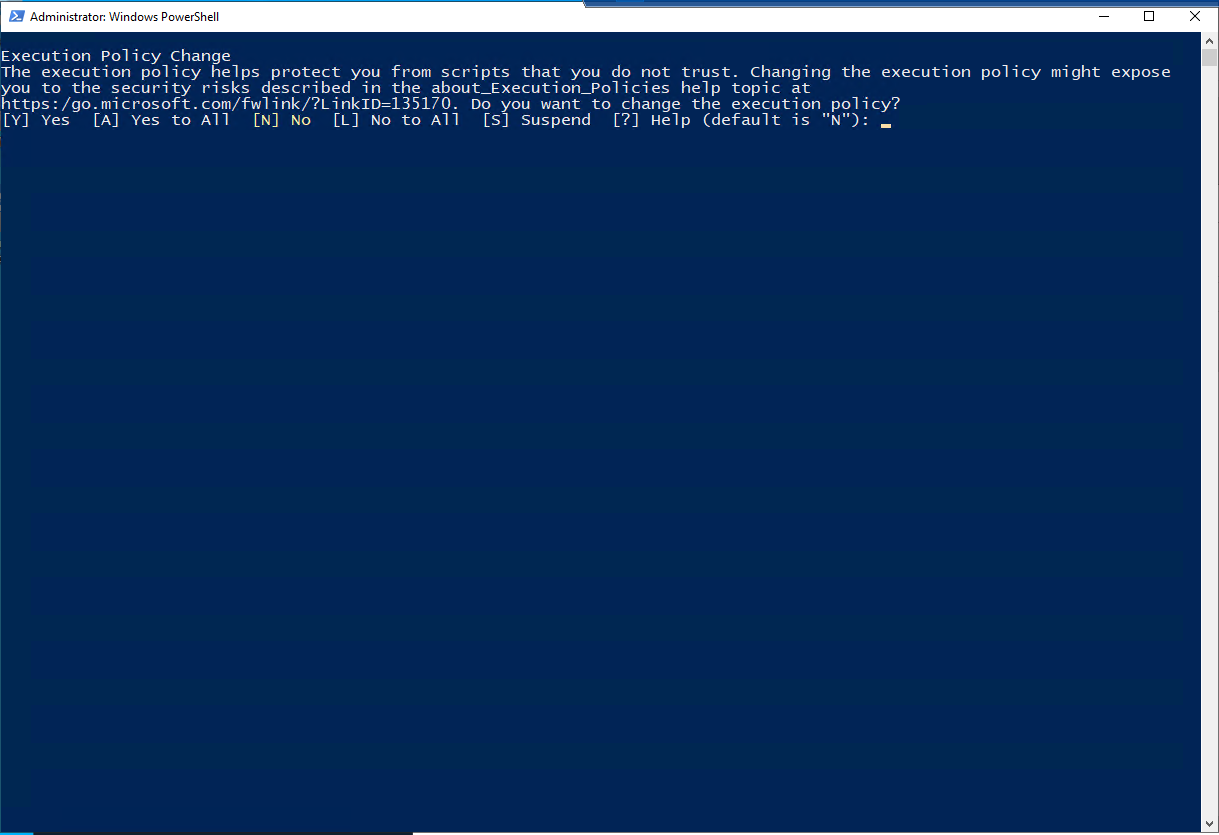 Administrator: Windows PowerShell
Execution Policy Change
The execution policy helps protect you from scripts that you do not trust. Changing the execution policy might expose
you to the security risks described in the about_Execution_Policies help topic at
https:/go.microsoft.com/fwlink/?LinkID=135170. Do you want to change the execution policy?
[Y] Yes  [A] Yes to All  [N] No  [L] No to All  [S] Suspend  [?] Help (default is "N"):